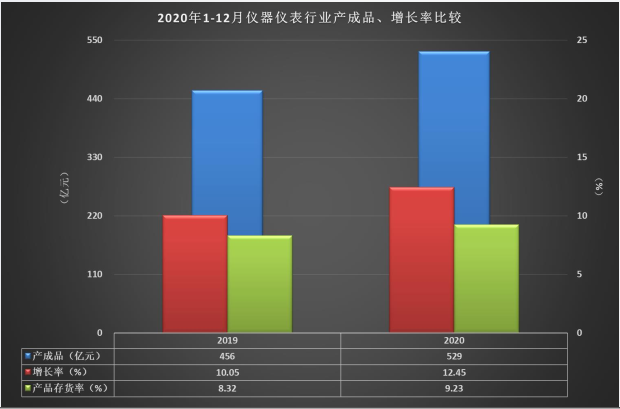 2020年1-12月仪器仪表行业产成品、增长率比较
550 25
440 20
330 15
220 10
110 5
0 0
（亿元）
（%）
2019 2020
产成品（亿元） 456 529
增长率（%） 10.05 12.45
产品存货率（%） 8.32 9.23